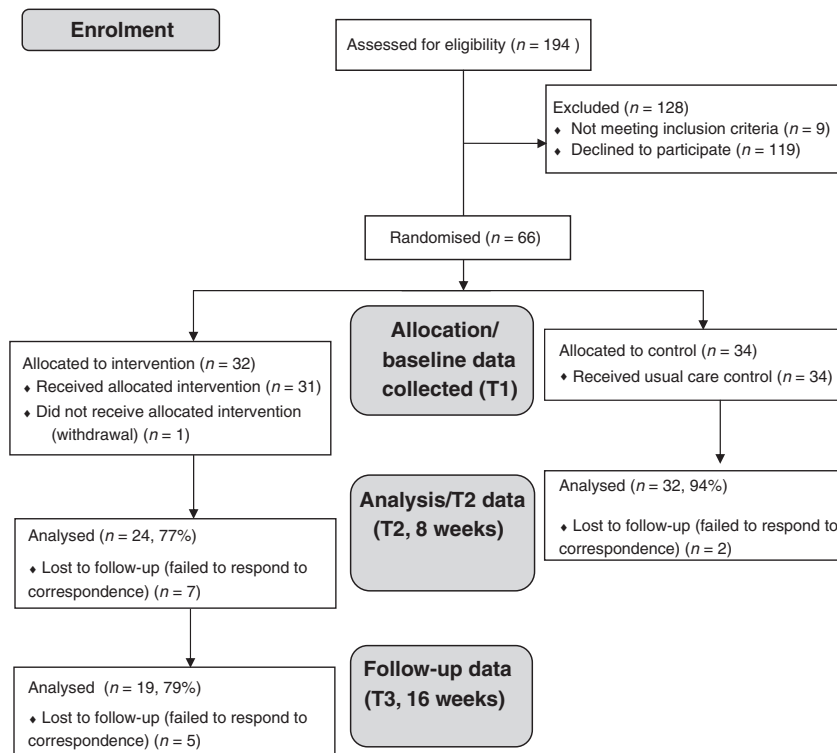 Enrolment
Assessed for eligibility (n = 194 )
Excluded (n = 128)
♦ Not meeting inclusion criteria (n = 9)
♦ Declined to participate (n = 119)
Randomised (n = 66)
Allocation/
baseline data
collected (T1)
Allocated to intervention (n = 32)
♦ Received allocated intervention (n = 31)
♦ Did not receive allocated intervention
(withdrawal) (n = 1)
Allocated to control (n = 34)
♦ Received usual care control (n = 34)
Analysis/T2 data
(T2, 8 weeks)
Analysed (n = 24, 77%)
♦ Lost to follow-up (failed to respond to
correspondence) (n = 7)
Analysed (n = 32, 94%)
♦ Lost to follow-up (failed to respond to
correspondence) (n = 2)
Follow-up data
(T3, 16 weeks)
Analysed (n = 19, 79%)
♦ Lost to follow-up (failed to respond to
correspondence) (n = 5)